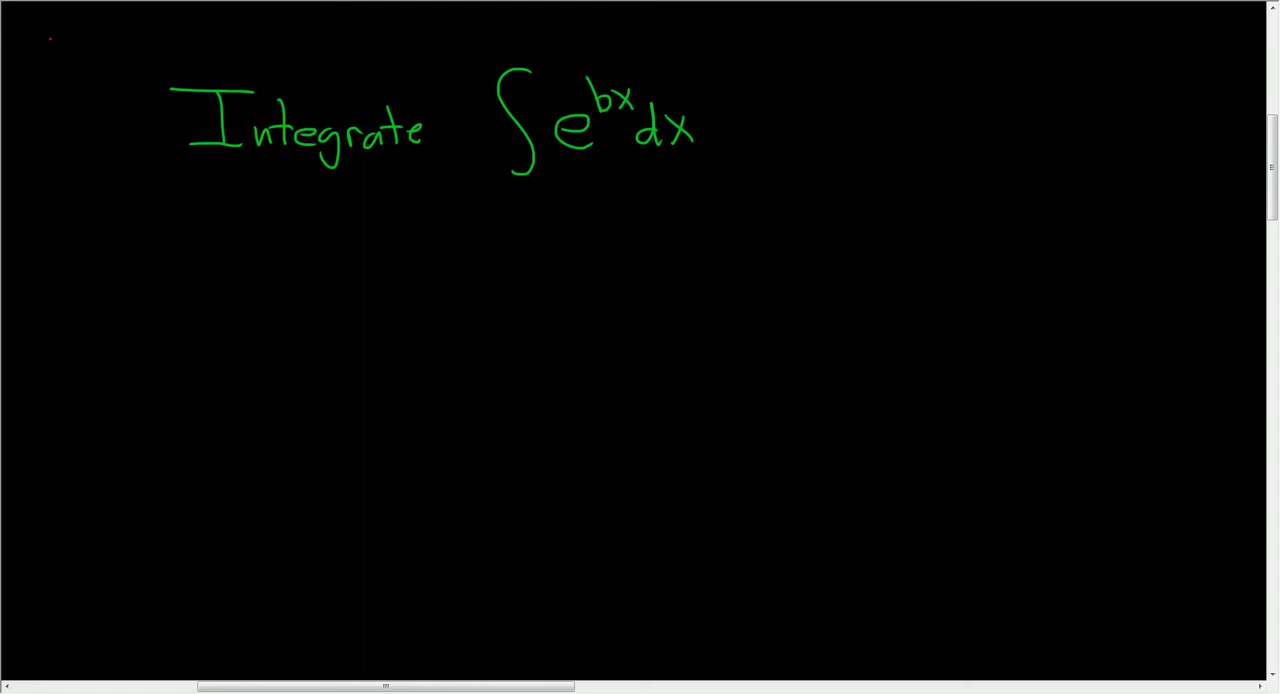 Integrate ∫ e^{bx} dx